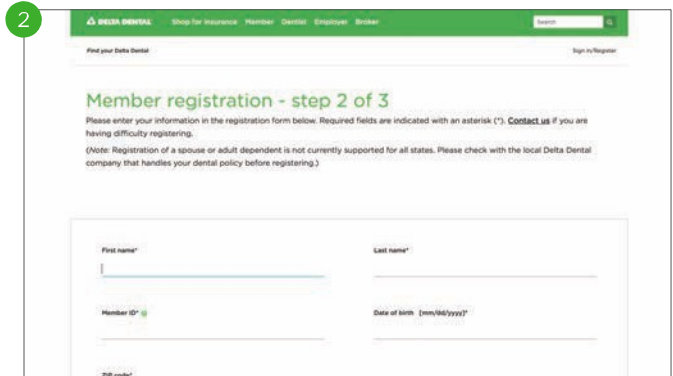 2
DELTA DENTAL Shop for Insurance Member Dentist Employer Broker Search
Find your Delta Dental Sign in/Register
Member registration - step 2 of 3
Please enter your information in the registration form below. Required fields are indicated with an asterisk (*). Contact us if you are
having difficulty registering.
(Note: Registration of a spouse or adult dependent is not currently supported for all states. Please check with the local Delta Dental
company that handles your dental policy before registering.)
First name* Last name*
Member ID* Date of birth [mm/dd/yyyy]*
ZIP code*